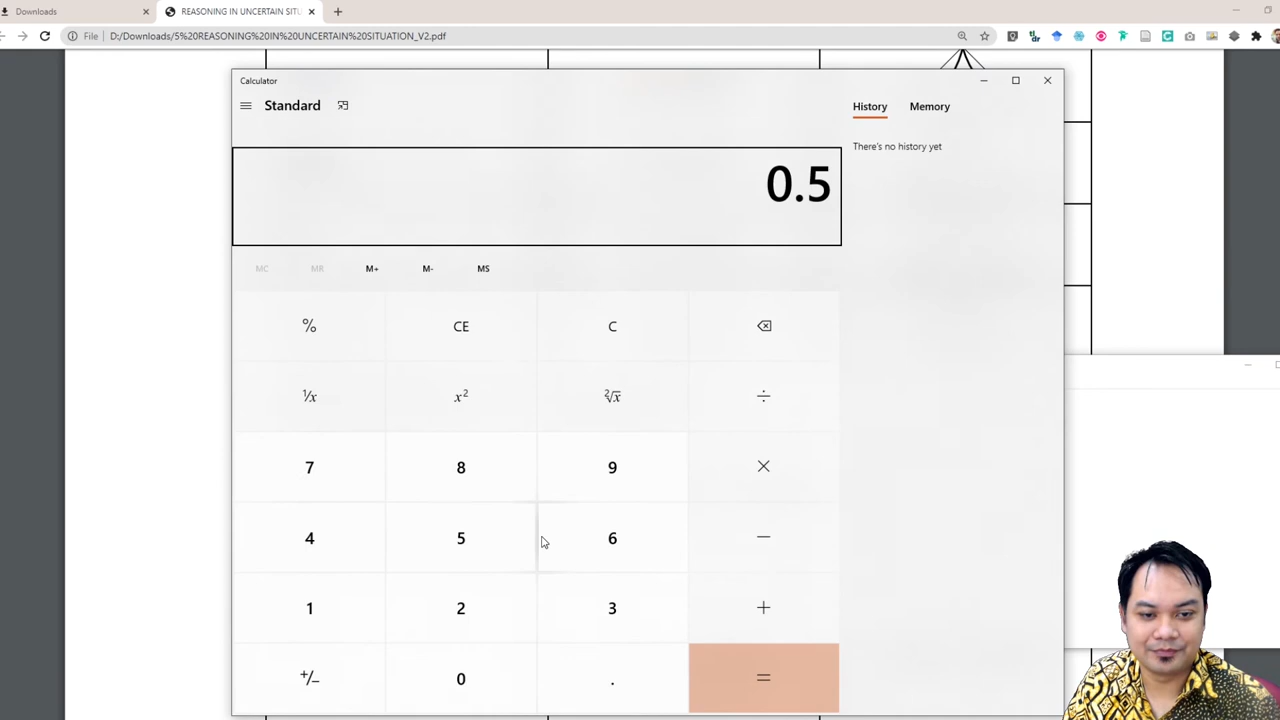 Downloads
REASONING IN UNCERTAIN SITU
File D:/Downloads/5%20REASONING%20IN%20UNCERTAIN%20SITUATION_V2.pdf
Calculator
Standard
History Memory
There's no history yet
0.5
MC MR M+ M- MS
% CE C
1/x x² ²√x ÷
7 8 9 ×
4 5 6 −
1 2 3 +
+/− 0 . =